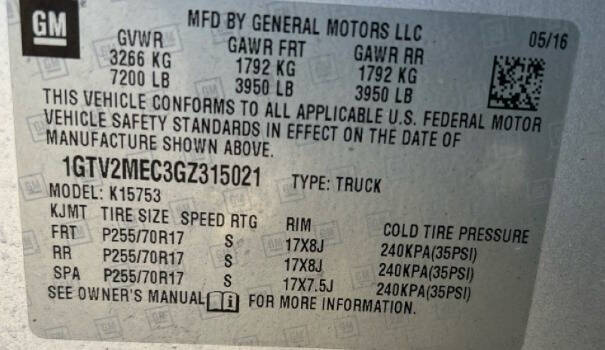 GM
MFD BY GENERAL MOTORS LLC
05/16
GVWR GAWR FRT GAWR RR
3266 KG 1792 KG 1792 KG
7200 LB 3950 LB 3950 LB
THIS VEHICLE CONFORMS TO ALL APPLICABLE U.S. FEDERAL MOTOR
VEHICLE SAFETY STANDARDS IN EFFECT ON THE DATE OF
MANUFACTURE SHOWN ABOVE.
1GTV2MEC3GZ315021 TYPE: TRUCK
MODEL: K15753
KJMT TIRE SIZE SPEED RTG RIM COLD TIRE PRESSURE
FRT P255/70R17 S 17X8J 240KPA(35PSI)
RR P255/70R17 S 17X8J 240KPA(35PSI)
SPA P255/70R17 S 17X7.5J 240KPA(35PSI)
SEE OWNER'S MANUAL i FOR MORE INFORMATION.